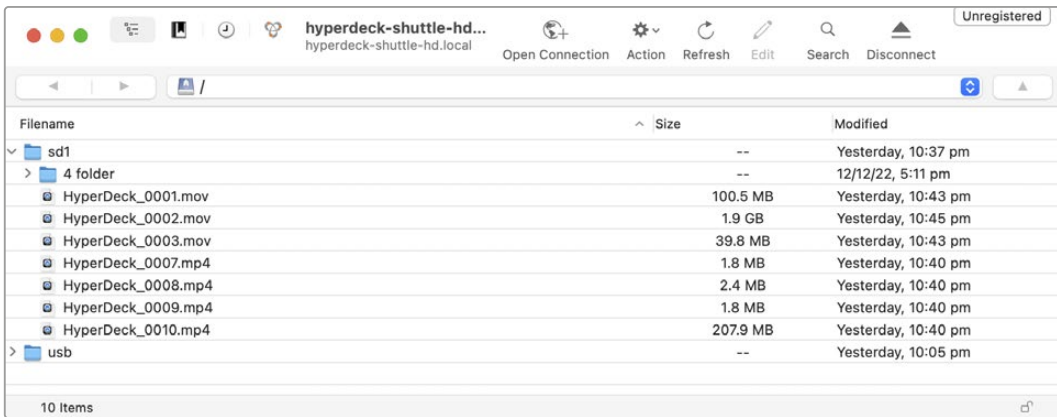 Unregistered
hyperdeck-shuttle-hd...
hyperdeck-shuttle-hd.local
Open Connection Action Refresh Edit Search Disconnect
/
Filename Size Modified
sd1 -- Yesterday, 10:37 pm
4 folder -- 12/12/22, 5:11 pm
HyperDeck_0001.mov 100.5 MB Yesterday, 10:43 pm
HyperDeck_0002.mov 1.9 GB Yesterday, 10:45 pm
HyperDeck_0003.mov 39.8 MB Yesterday, 10:43 pm
HyperDeck_0007.mp4 1.8 MB Yesterday, 10:40 pm
HyperDeck_0008.mp4 2.4 MB Yesterday, 10:40 pm
HyperDeck_0009.mp4 1.8 MB Yesterday, 10:40 pm
HyperDeck_0010.mp4 207.9 MB Yesterday, 10:40 pm
usb -- Yesterday, 10:05 pm
10 Items